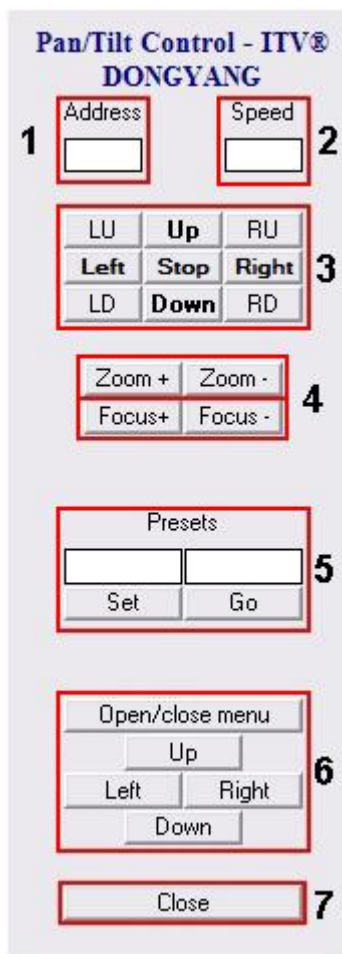 Pan/Tilt Control - ITV®
DONGYANG
Address Speed
1 2
LU Up RU
Left Stop Right 3
LD Down RD
Zoom + Zoom -
4
Focus+ Focus -
Presets
5
Set Go
Open/close menu
Up
6
Left Right
Down
Close 7